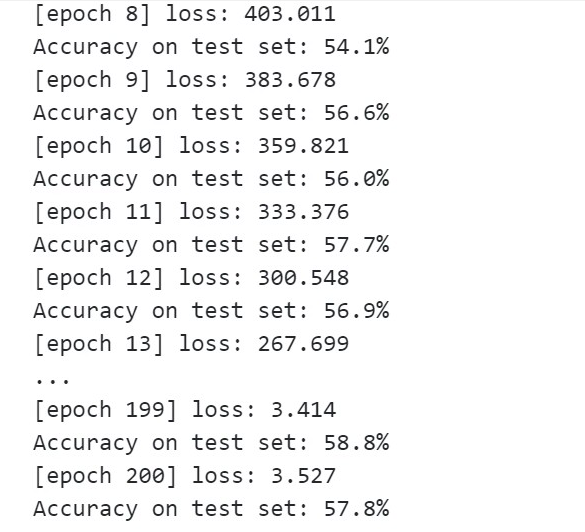 [epoch 8] loss: 403.011
Accuracy on test set: 54.1%
[epoch 9] loss: 383.678
Accuracy on test set: 56.6%
[epoch 10] loss: 359.821
Accuracy on test set: 56.0%
[epoch 11] loss: 333.376
Accuracy on test set: 57.7%
[epoch 12] loss: 300.548
Accuracy on test set: 56.9%
[epoch 13] loss: 267.699
...
[epoch 199] loss: 3.414
Accuracy on test set: 58.8%
[epoch 200] loss: 3.527
Accuracy on test set: 57.8%